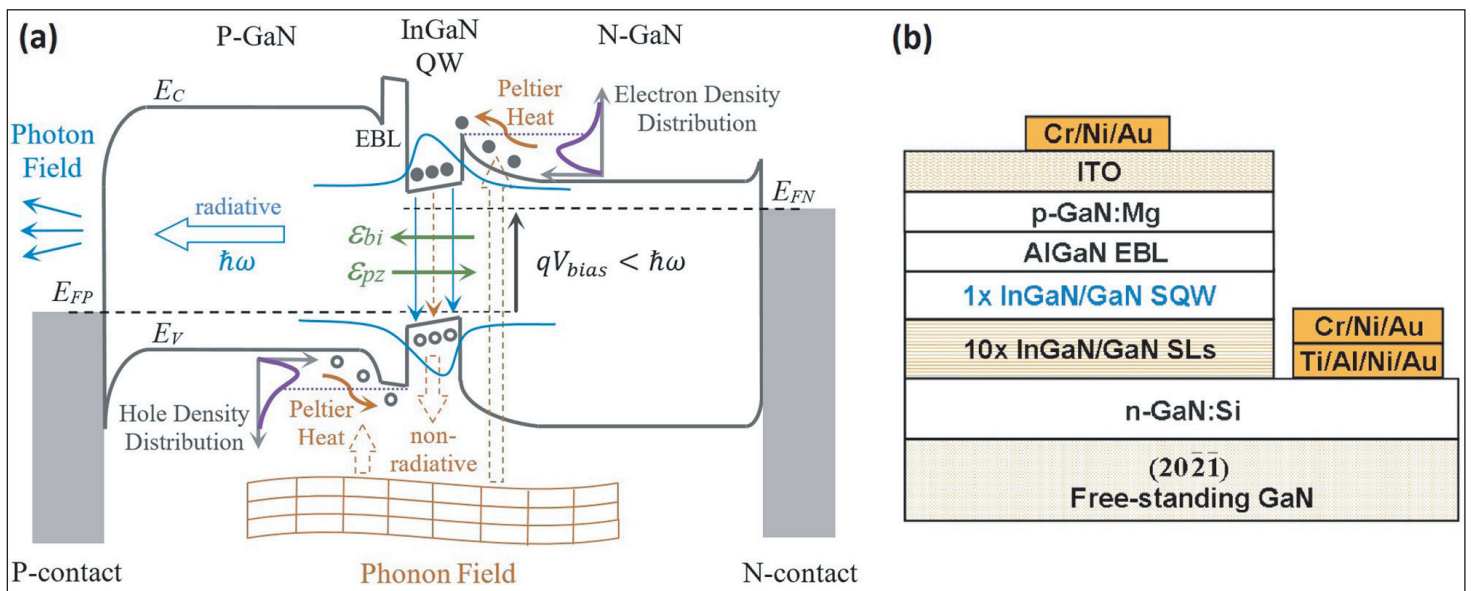 (a)
P-GaN
InGaN
QW
N-GaN
E_C
EBL
Peltier
Heat
Electron Density
Distribution
Photon
Field
radiative
ħω
ε_bi
ε_pz
qV_bias < ħω
E_FN
E_FP
E_V
Hole Density
Distribution
Peltier
Heat
non-
radiative
P-contact
Phonon Field
N-contact
(b)
Cr/Ni/Au
ITO
p-GaN:Mg
AlGaN EBL
1x InGaN/GaN SQW
10x InGaN/GaN SLs
Cr/Ni/Au
Ti/Al/Ni/Au
n-GaN:Si
(202̄1̄)
Free-standing GaN